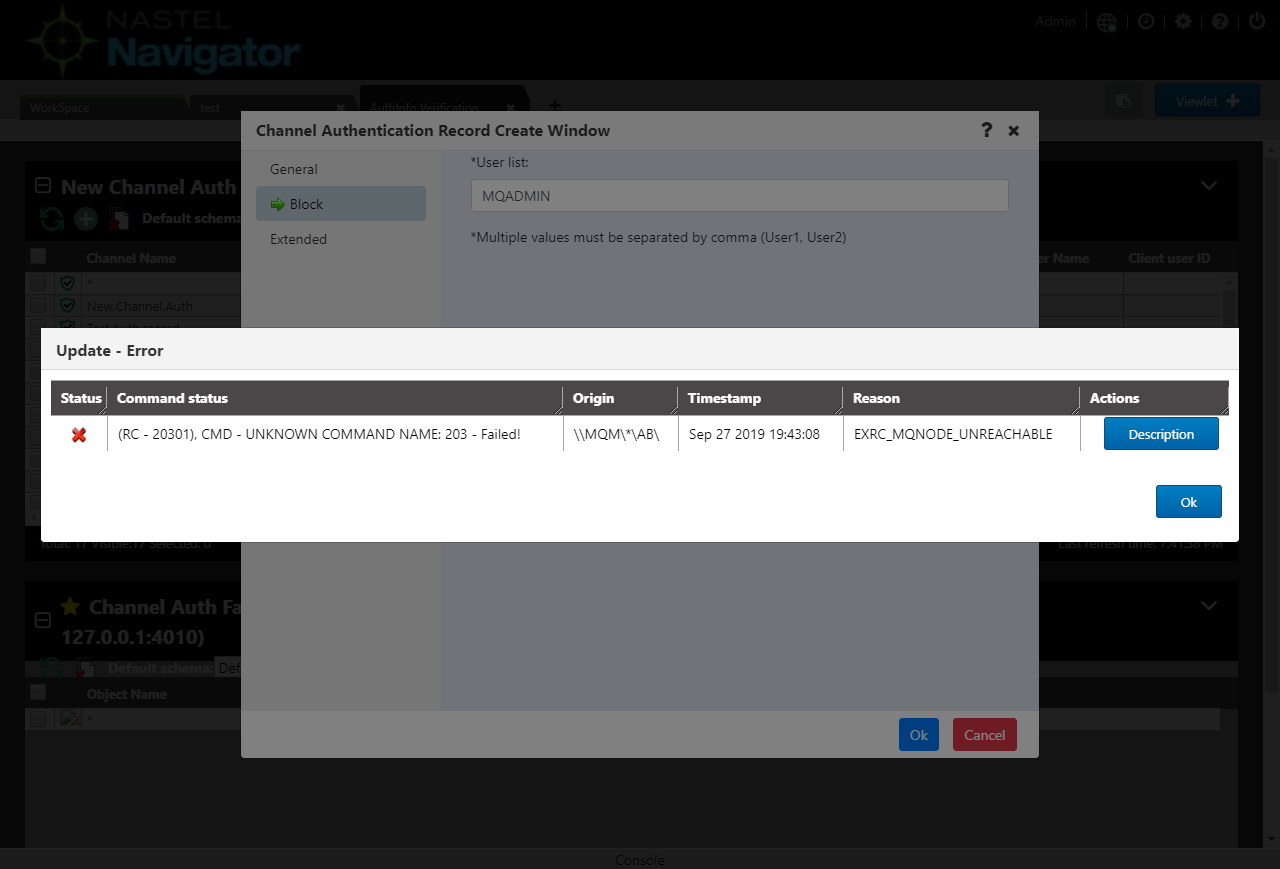 NASTEL
Navigator
Admin
WorkSpace
test
AuthInfo Verification
Viewlet
Channel Authentication Record Create Window
General
Block
Extended
*User list:
MQADMIN
*Multiple values must be separated by comma (User1, User2)
New Channel Auth
Default schema
Channel Name
er Name
Client user ID
*
New.Channel.Auth
Test.Auth.record
Update - Error
Status
Command status
Origin
Timestamp
Reason
Actions
(RC - 20301), CMD - UNKNOWN COMMAND NAME: 203 - Failed!
\\MQM\*\AB\
Sep 27 2019 19:43:08
EXRC_MQNODE_UNREACHABLE
Description
Ok
Total: 17 Visible:17 Selected: 0
Last refresh time: 7:41:58 PM
Channel Auth Fa
127.0.0.1:4010)
Default schema:
Def
Object Name
*
Ok
Cancel
Console